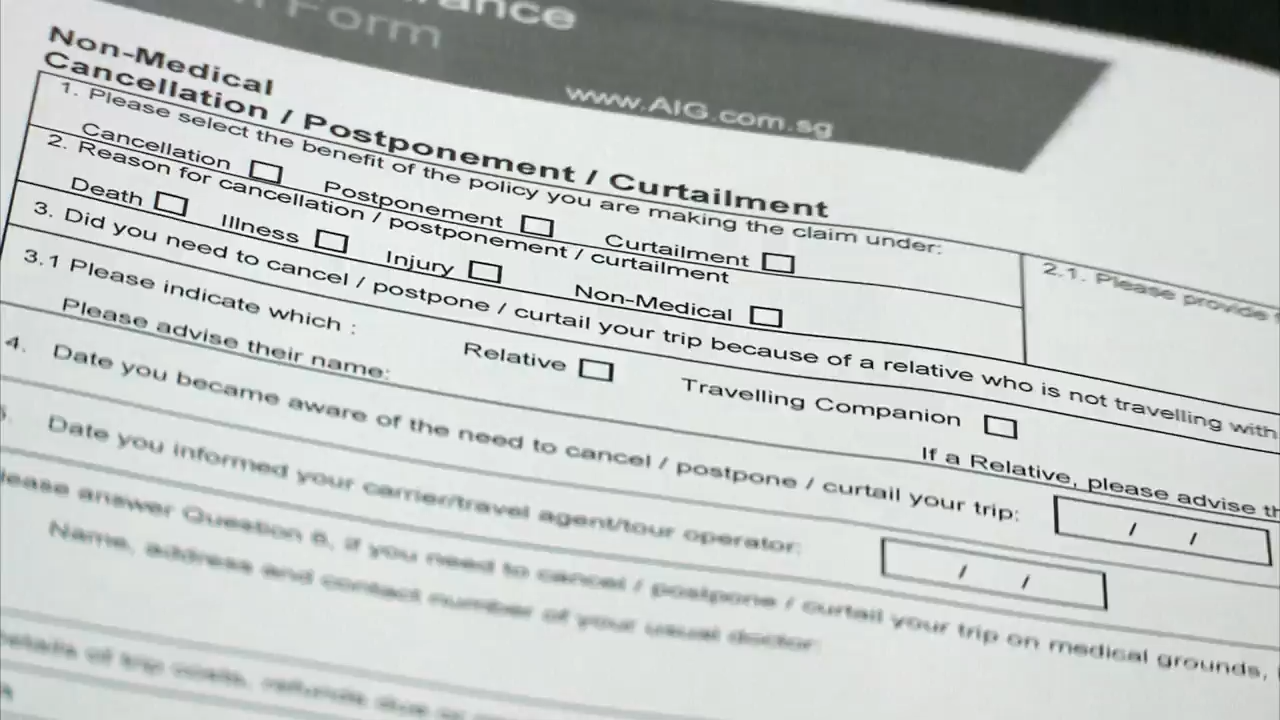 Form
www.AIG.com.sg
Non-Medical
Cancellation / Postponement / Curtailment
1. Please select the benefit of the policy you are making the claim under:
Cancellation Postponement Curtailment
2. Reason for cancellation / postponement / curtailment
2.1. Please provide
Death Illness Injury Non-Medical
3. Did you need to cancel / postpone / curtail your trip because of a relative who is not travelling with
3.1 Please indicate which : Relative Travelling Companion
Please advise their name: If a Relative, please advise
4. Date you became aware of the need to cancel / postpone / curtail your trip: / /
Date you informed your carrier/travel agent/tour operator: / /
answer Question 6, if you need to cancel / postpone / curtail your trip on medical grounds,
Name, address and contact number of your usual doctor:
of trip costs, refunds due